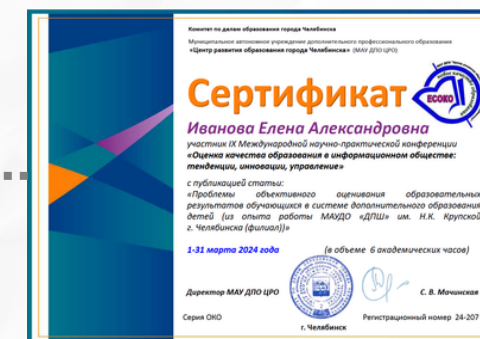 Комитет по делам образования города Челябинска
Муниципальное автономное учреждение дополнительного профессионального образования
«Центр развития образования города Челябинска» (МАУ ДПО ЦРО)
Сертификат
ЕСОКО
Иванова Елена Александровна
участник IX Международной научно-практической конференции
«Оценка качества образования в информационном обществе:
тенденции, инновации, управление»
с публикацией статьи:
«Проблемы объективного оценивания образовательных
результатов обучающихся в системе дополнительного образования
детей (из опыта работы МАУДО «ДПШ» им. Н.К. Крупской
г. Челябинска (филиал))»
1-31 марта 2024 года (в объеме 6 академических часов)
Директор МАУ ДПО ЦРО С. В. Мачинская
Серия ОКО Регистрационный номер 24-207
г. Челябинск